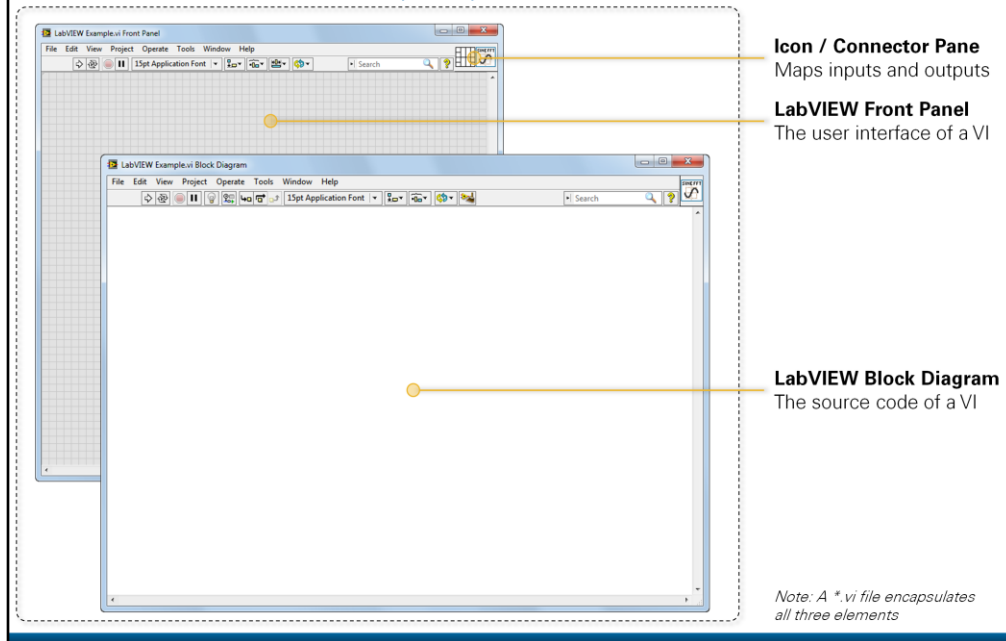 LabVIEW Example.vi Front Panel
File Edit View Project Operate Tools Window Help
15pt Application Font
Search
Icon / Connector Pane
Maps inputs and outputs
LabVIEW Front Panel
The user interface of a VI
LabVIEW Example.vi Block Diagram
File Edit View Project Operate Tools Window Help
15pt Application Font
Search
LabVIEW Block Diagram
The source code of a VI
Note: A *.vi file encapsulates
all three elements